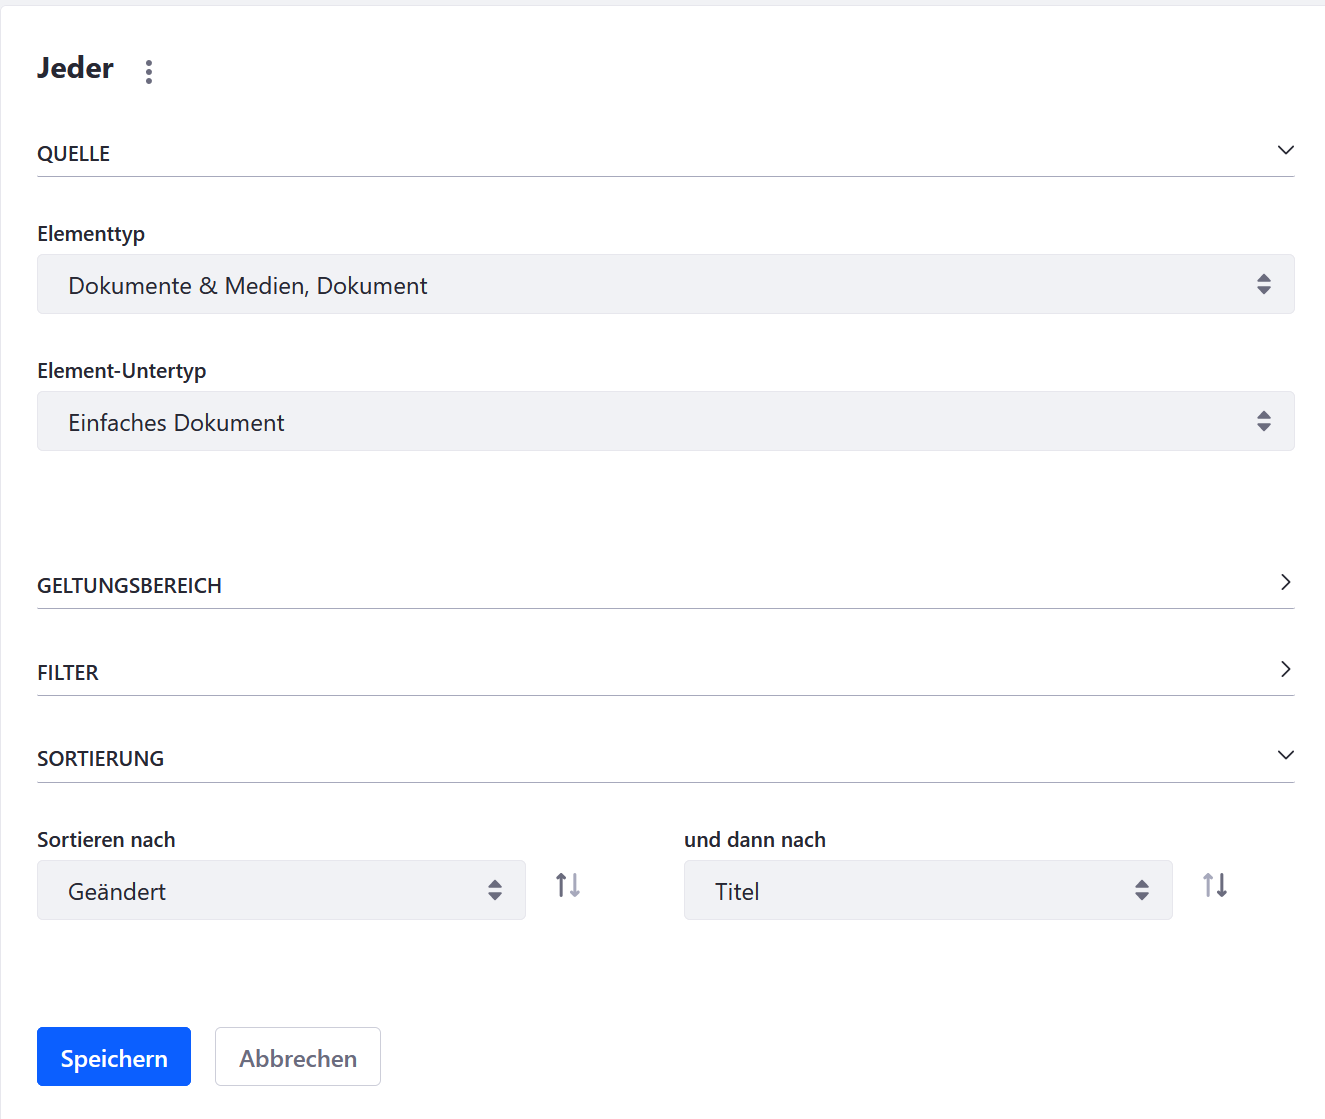 Jeder
QUELLE
Elementtyp
Dokumente & Medien, Dokument
Element-Untertyp
Einfaches Dokument
GELTUNGSBEREICH
FILTER
SORTIERUNG
Sortieren nach
Geändert
und dann nach
Titel
Speichern
Abbrechen